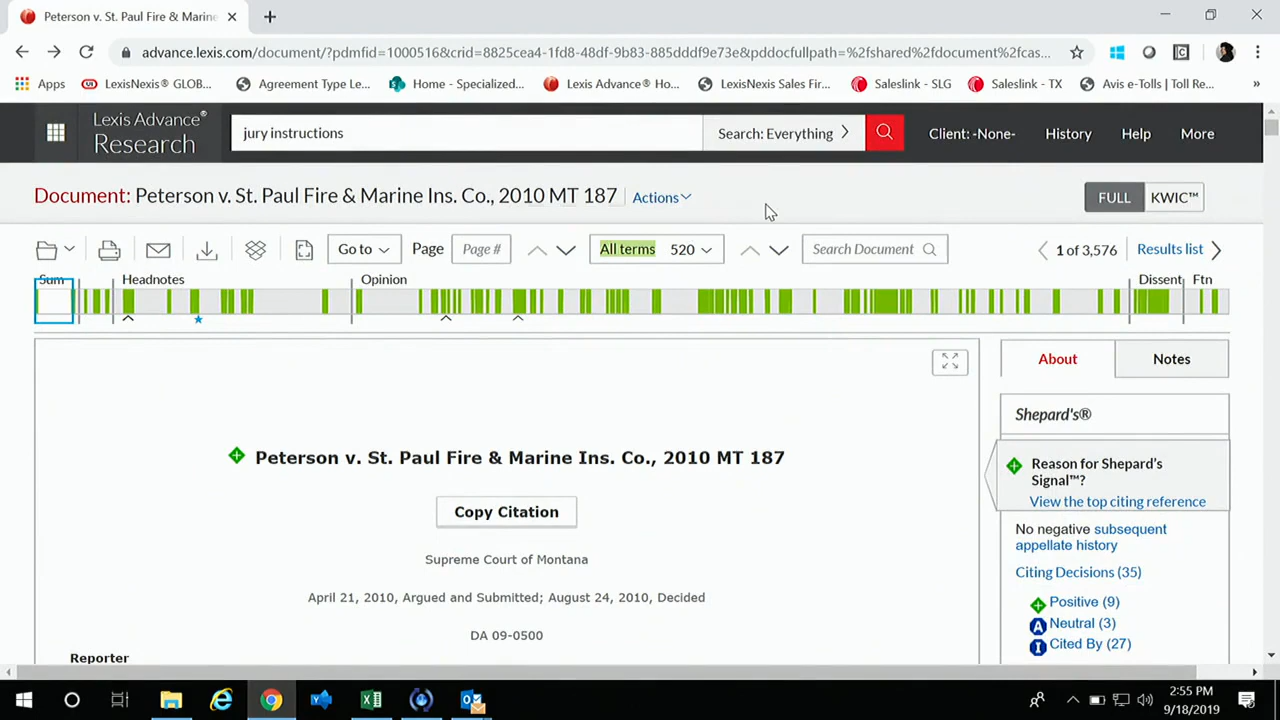 Peterson v. St. Paul Fire & Marine
advance.lexis.com/document/?pdmfid=1000516&crid=8825cea4-1fd8-48df-9b83-885dddf9e73e&pddocfullpath=%2fshared%2fdocument%2fcas...
Apps LexisNexis® GLOB... Agreement Type Le... Home - Specialized... Lexis Advance® Ho... LexisNexis Sales Fir... Saleslink - SLG Saleslink - TX Avis e-Tolls | Toll Re... »
Lexis Advance®
Research
jury instructions
Search: Everything
Client: -None-
History
Help
More
Document: Peterson v. St. Paul Fire & Marine Ins. Co., 2010 MT 187
Actions
FULL
KWIC™
Go to
Page
Page #
All terms 520
Search Document
1 of 3,576
Results list
Sum
Headnotes
Opinion
Dissent
Ftn
About
Notes
Shepard's®
Peterson v. St. Paul Fire & Marine Ins. Co., 2010 MT 187
Copy Citation
Supreme Court of Montana
April 21, 2010, Argued and Submitted; August 24, 2010, Decided
DA 09-0500
Reporter
Reason for Shepard's
Signal™?
View the top citing reference
No negative subsequent
appellate history
Citing Decisions (35)
Positive (9)
A Neutral (3)
I Cited By (27)
2:55 PM
9/18/2019